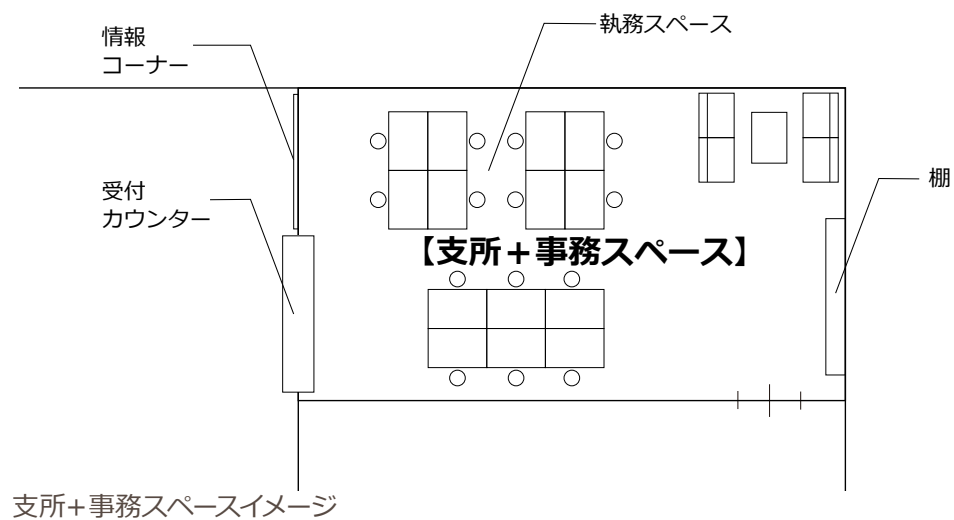 執務スペース
情報
コーナー
棚
受付
カウンター
【支所＋事務スペース】
支所+事務スペースイメージ